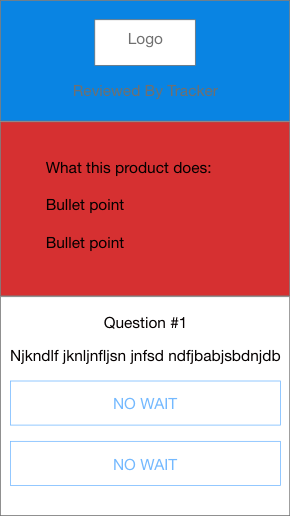 Logo
Reviewed By Tracker
What this product does:
Bullet point
Bullet point
Question #1
Njkndlf jknljnfljsn jnfsd ndfjbabjsbdnjdb
NO WAIT
NO WAIT